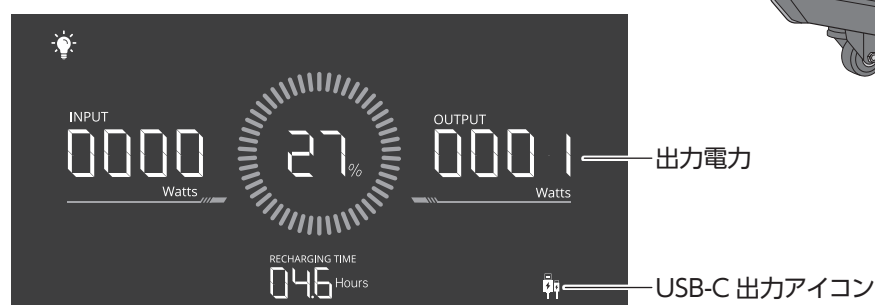 INPUT
0000
Watts
27%
OUTPUT
0001
Watts
RECHARGING TIME
04.6 Hours
出力電力
USB-C 出力アイコン